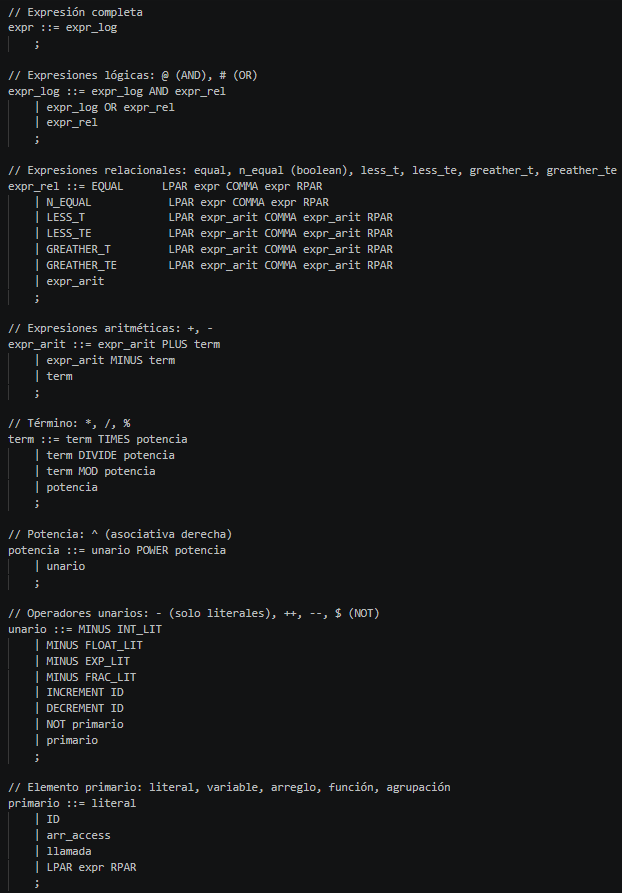 // Expresión completa
expr ::= expr_log
    ;

// Expresiones lógicas: @ (AND), # (OR)
expr_log ::= expr_log AND expr_rel
    | expr_log OR expr_rel
    | expr_rel
    ;

// Expresiones relacionales: equal, n_equal (boolean), less_t, less_te, greather_t, greather_te
expr_rel ::= EQUAL      LPAR expr COMMA expr RPAR
    | N_EQUAL            LPAR expr COMMA expr RPAR
    | LESS_T             LPAR expr_arit COMMA expr_arit RPAR
    | LESS_TE            LPAR expr_arit COMMA expr_arit RPAR
    | GREATHER_T         LPAR expr_arit COMMA expr_arit RPAR
    | GREATHER_TE        LPAR expr_arit COMMA expr_arit RPAR
    | expr_arit
    ;

// Expresiones aritméticas: +, -
expr_arit ::= expr_arit PLUS term
    | expr_arit MINUS term
    | term
    ;

// Término: *, /, %
term ::= term TIMES potencia
    | term DIVIDE potencia
    | term MOD potencia
    | potencia
    ;

// Potencia: ^ (asociativa derecha)
potencia ::= unario POWER potencia
    | unario
    ;

// Operadores unarios: - (solo literales), ++, --, $ (NOT)
unario ::= MINUS INT_LIT
    | MINUS FLOAT_LIT
    | MINUS EXP_LIT
    | MINUS FRAC_LIT
    | INCREMENT ID
    | DECREMENT ID
    | NOT primario
    | primario
    ;

// Elemento primario: literal, variable, arreglo, función, agrupación
primario ::= literal
    | ID
    | arr_access
    | llamada
    | LPAR expr RPAR
    ;